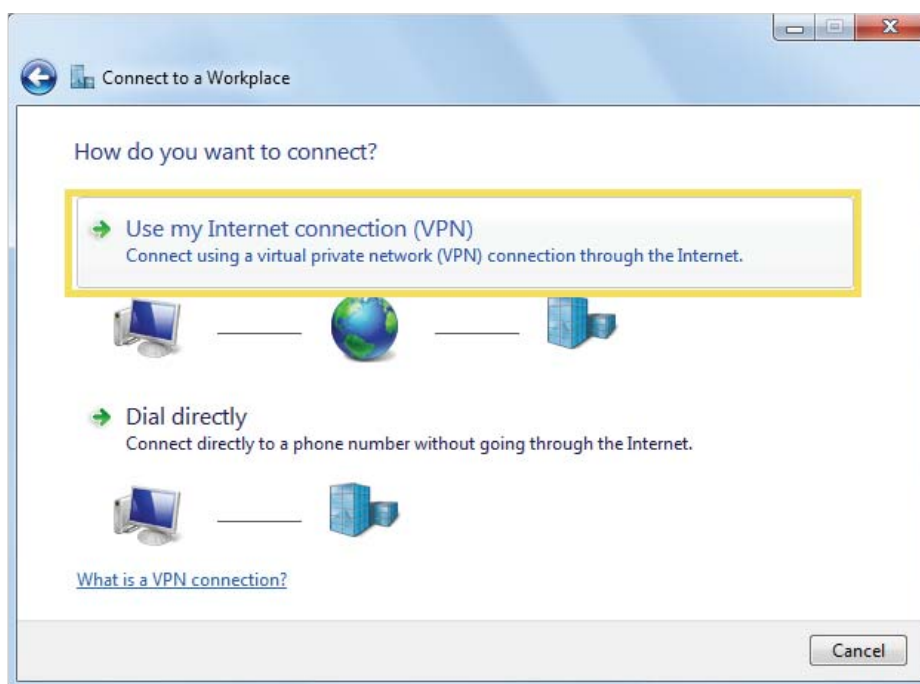 Connect to a Workplace
How do you want to connect?
Use my Internet connection (VPN)
Connect using a virtual private network (VPN) connection through the Internet.
Dial directly
Connect directly to a phone number without going through the Internet.
What is a VPN connection?
Cancel